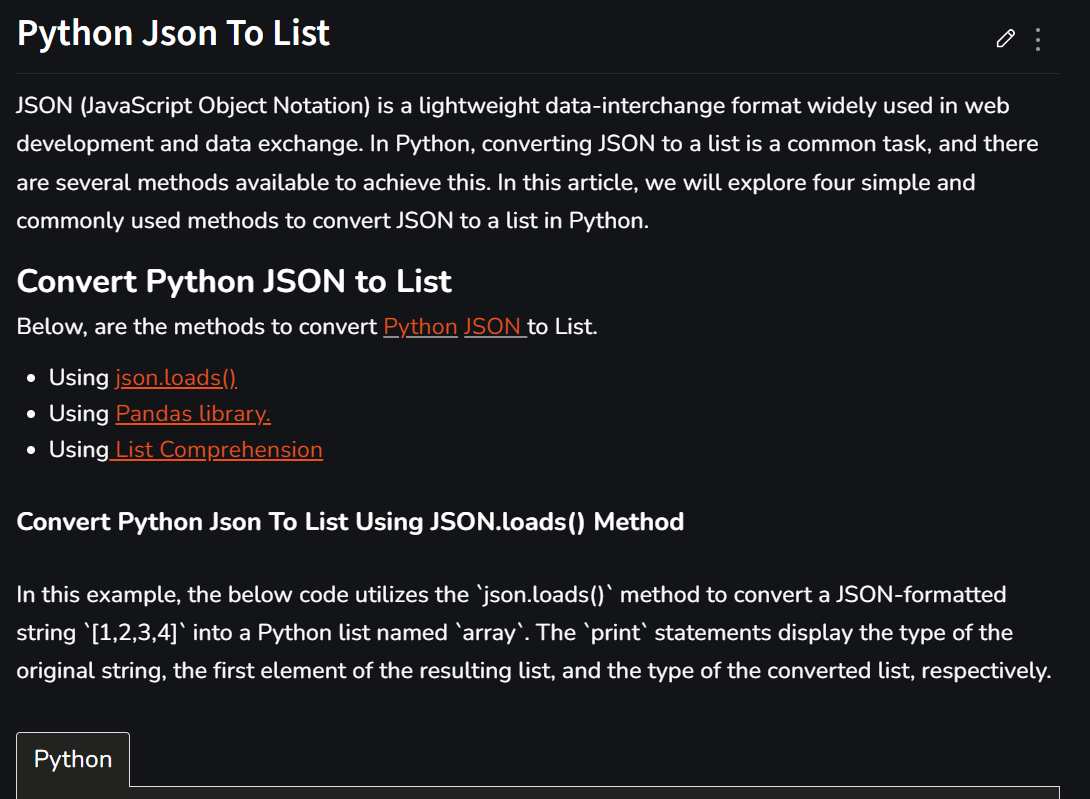 Python Json To List
JSON (JavaScript Object Notation) is a lightweight data-interchange format widely used in web
development and data exchange. In Python, converting JSON to a list is a common task, and there
are several methods available to achieve this. In this article, we will explore four simple and
commonly used methods to convert JSON to a list in Python.
Convert Python JSON to List
Below, are the methods to convert Python JSON to List.
Using json.loads()
Using Pandas library.
Using List Comprehension
Convert Python Json To List Using JSON.loads() Method
In this example, the below code utilizes the `json.loads()` method to convert a JSON-formatted
string `[1,2,3,4]` into a Python list named `array`. The `print` statements display the type of the
original string, the first element of the resulting list, and the type of the converted list, respectively.
Python